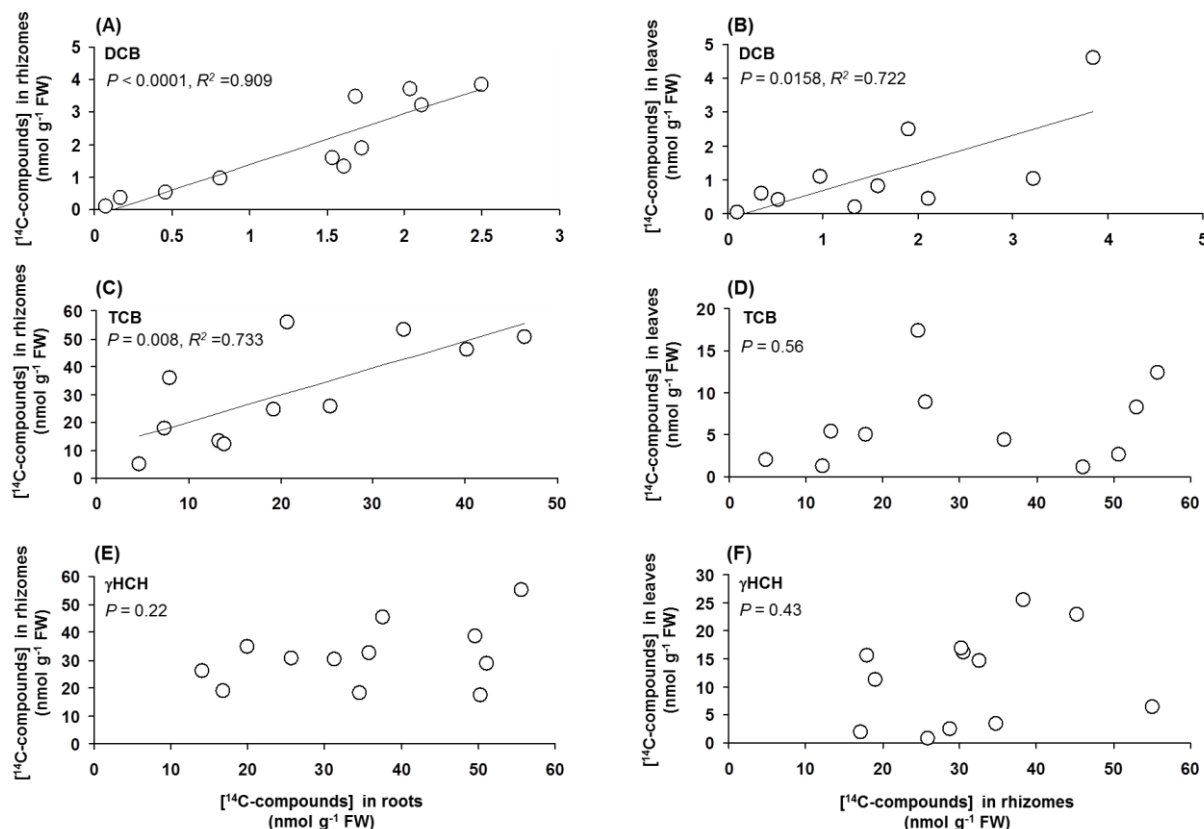 (A)
DCB
P < 0.0001, R² =0.909
[¹⁴C-compounds] in rhizomes
(nmol g⁻¹ FW)
5
4
3
2
1
0
0 0.5 1 1.5 2 2.5 3
(B)
DCB
P = 0.0158, R² =0.722
[¹⁴C-compounds] in leaves
(nmol g⁻¹ FW)
5
4
3
2
1
0
0 1 2 3 4 5
(C)
TCB
P = 0.008, R² =0.733
[¹⁴C-compounds] in rhizomes
(nmol g⁻¹ FW)
60
50
40
30
20
10
0
0 10 20 30 40 50
(D)
TCB
P = 0.56
[¹⁴C-compounds] in leaves
(nmol g⁻¹ FW)
20
15
10
5
0
0 10 20 30 40 50 60
(E)
γHCH
P = 0.22
[¹⁴C-compounds] in rhizomes
(nmol g⁻¹ FW)
60
50
40
30
20
10
0
0 10 20 30 40 50 60
[¹⁴C-compounds] in roots
(nmol g⁻¹ FW)
(F)
γHCH
P = 0.43
[¹⁴C-compounds] in leaves
(nmol g⁻¹ FW)
30
25
20
15
10
5
0
0 10 20 30 40 50 60
[¹⁴C-compounds] in rhizomes
(nmol g⁻¹ FW)